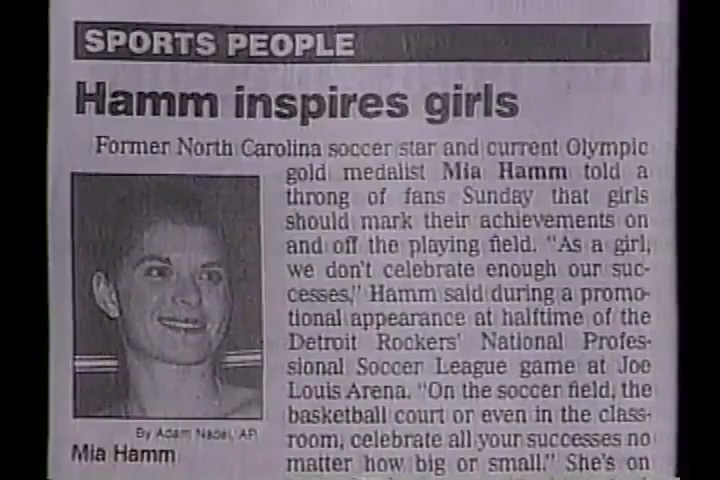 SPORTS PEOPLE
Hamm inspires girls
Former North Carolina soccer star and current Olympic
gold medalist Mia Hamm told a
throng of fans Sunday that girls
should mark their achievements on
and off the playing field. "As a girl,
we don't celebrate enough our suc-
cesses," Hamm said during a promo-
tional appearance at halftime of the
Detroit Rockers' National Profes-
sional Soccer League game at Joe
Louis Arena. "On the soccer field, the
basketball court or even in the class-
room, celebrate all your successes no
matter how big or small." She's on
By Adam Nadel, AP
Mia Hamm